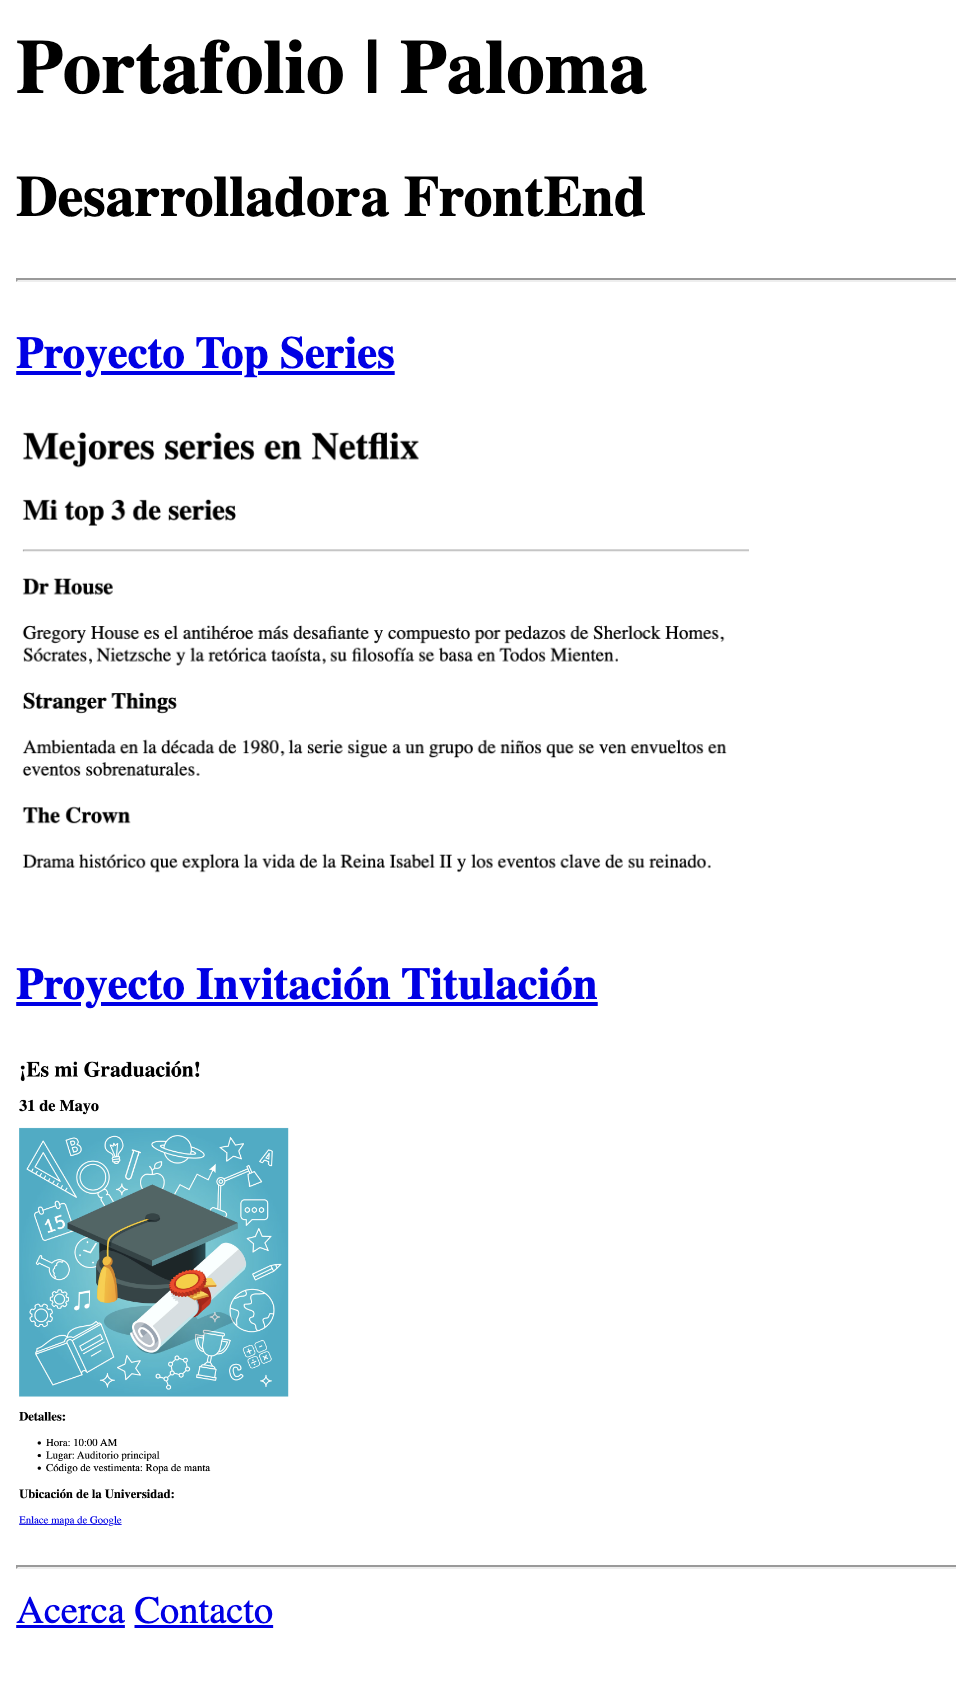 Portafolio | Paloma
Desarrolladora FrontEnd
Proyecto Top Series
Mejores series en Netflix
Mi top 3 de series
Dr House
Gregory House es el antihéroe más desafiante y compuesto por pedazos de Sherlock Homes,
Sócrates, Nietzsche y la retórica taoísta, su filosofía se basa en Todos Mienten.
Stranger Things
Ambientada en la década de 1980, la serie sigue a un grupo de niños que se ven envueltos en
eventos sobrenaturales.
The Crown
Drama histórico que explora la vida de la Reina Isabel II y los eventos clave de su reinado.
Proyecto Invitación Titulación
¡Es mi Graduación!
31 de Mayo
B
A
15
C
Detalles:
• Hora: 10:00 AM
• Lugar: Auditorio principal
• Código de vestimenta: Ropa de manta
Ubicación de la Universidad:
Enlace mapa de Google
Acerca Contacto